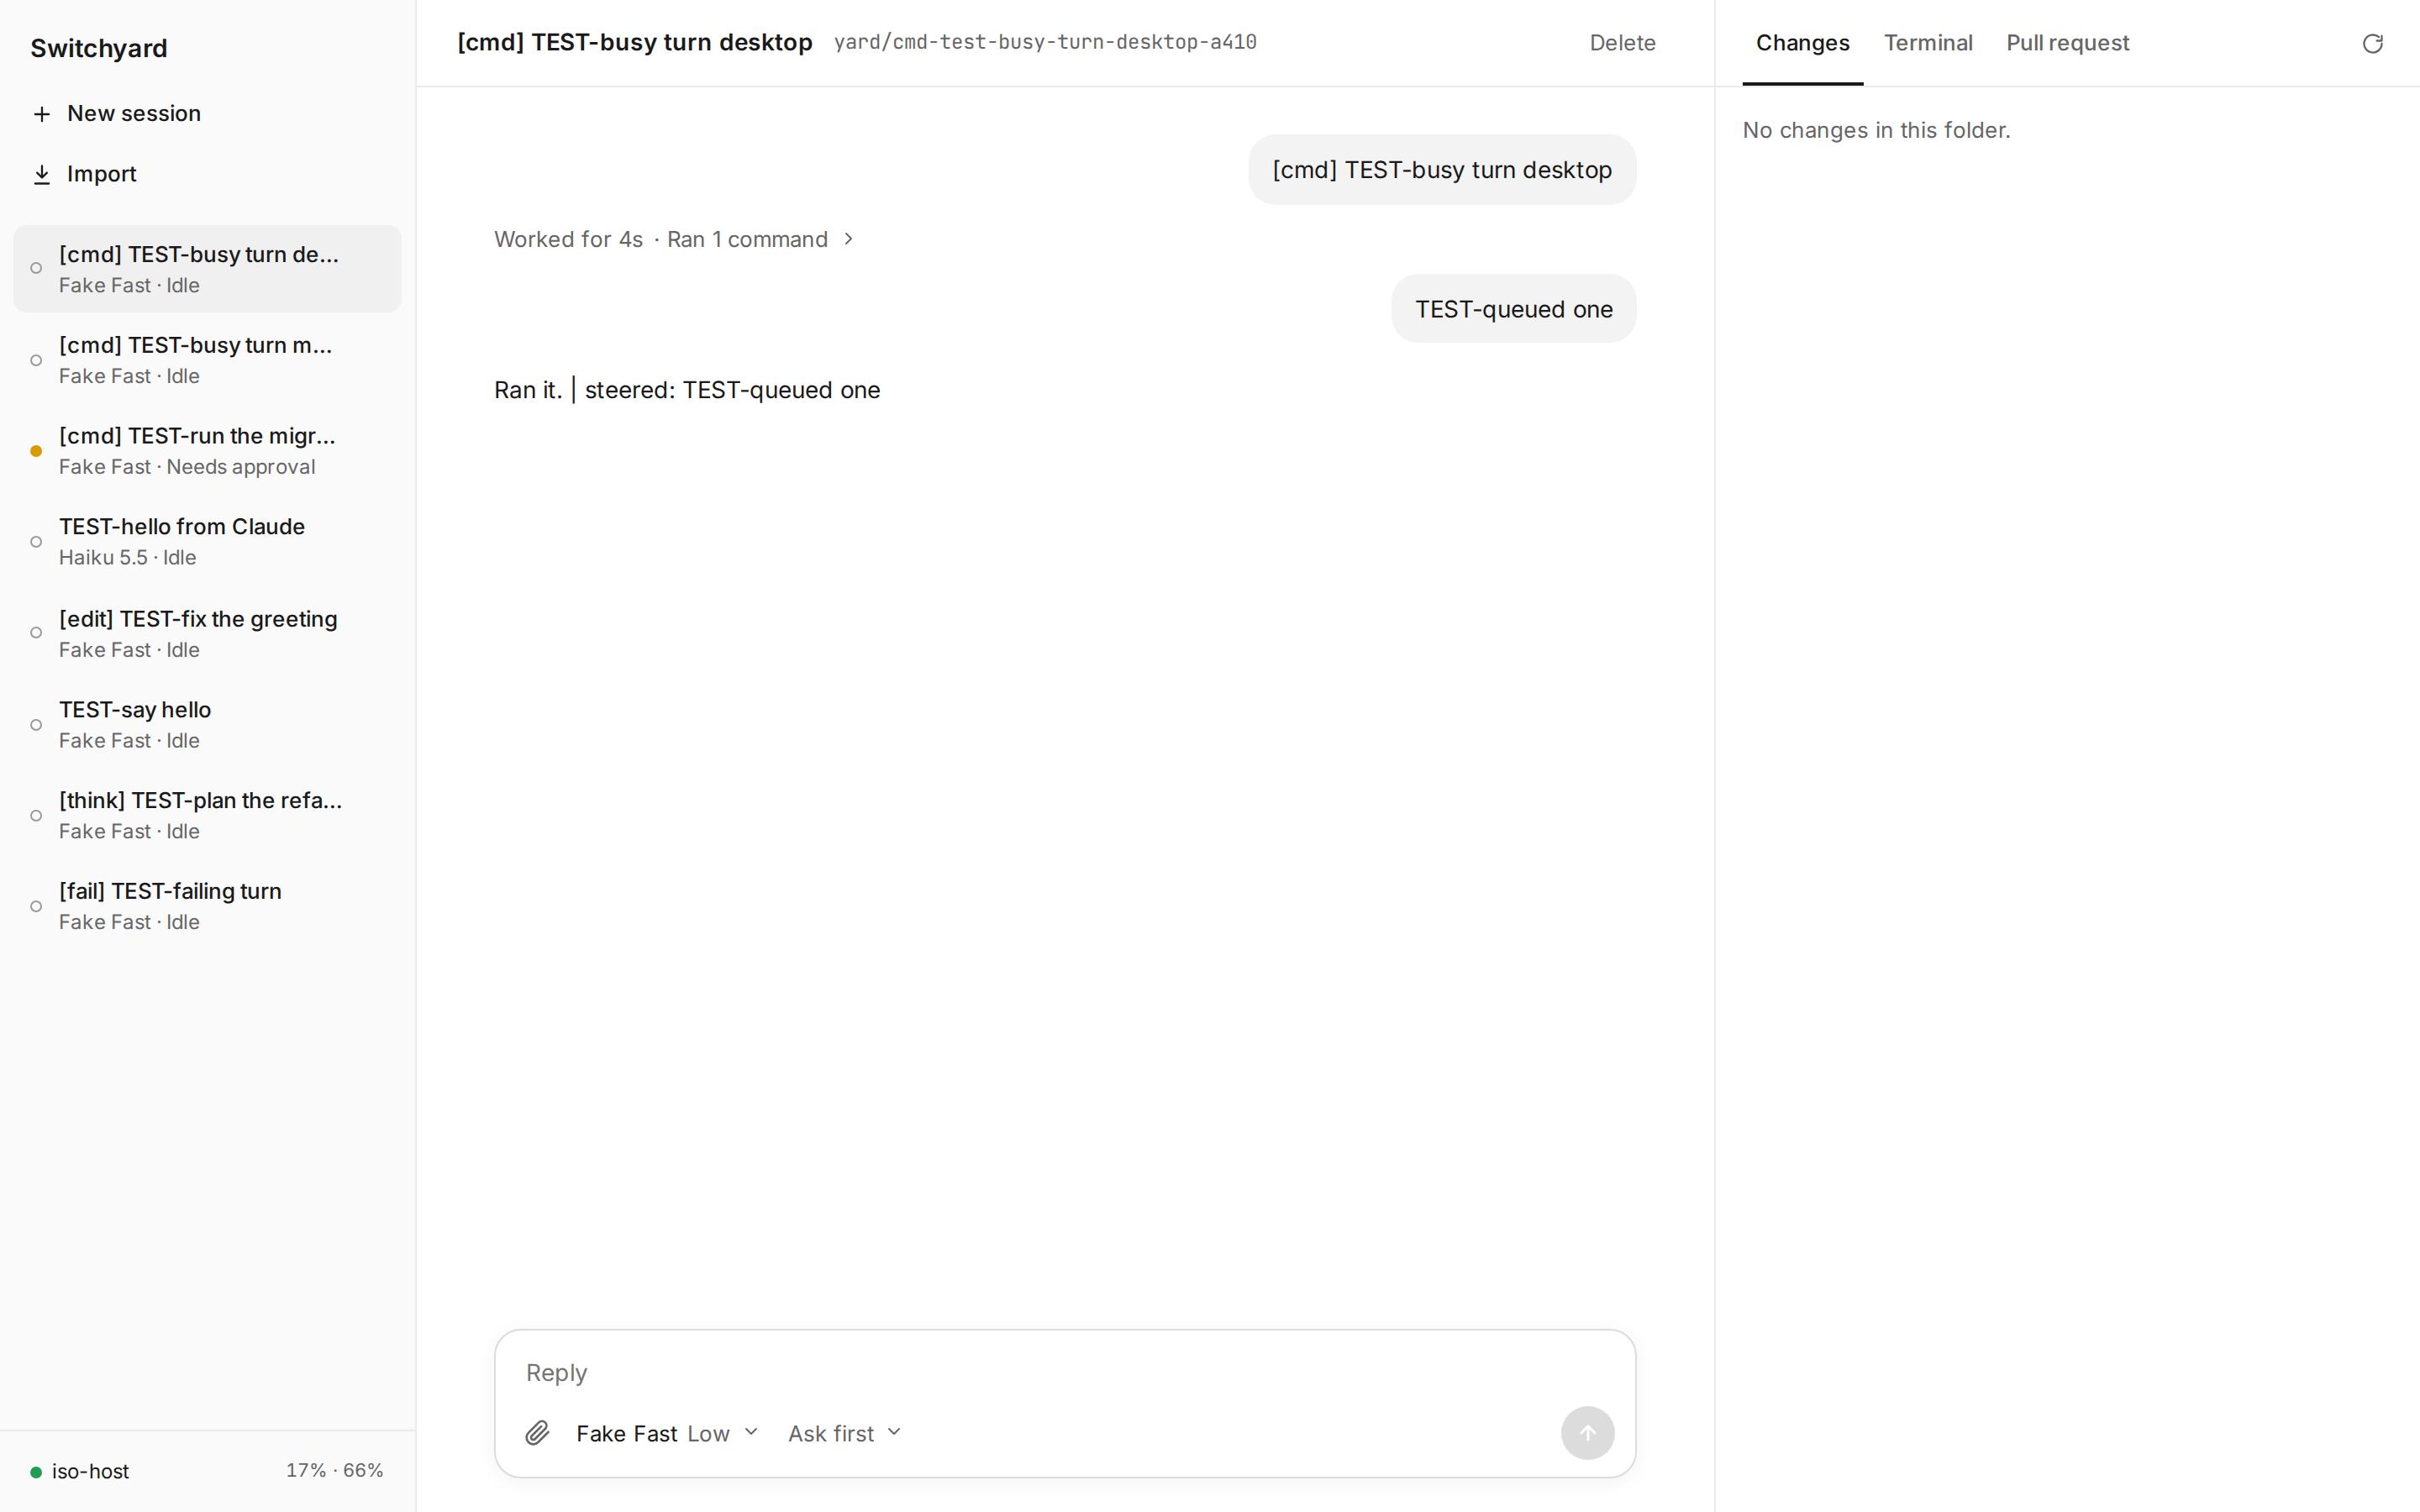 Switchyard
New session
Import
[cmd] TEST-busy turn de...
Fake Fast · Idle
[cmd] TEST-busy turn m...
Fake Fast · Idle
[cmd] TEST-run the migr...
Fake Fast · Needs approval
TEST-hello from Claude
Haiku 5.5 · Idle
[edit] TEST-fix the greeting
Fake Fast · Idle
TEST-say hello
Fake Fast · Idle
[think] TEST-plan the refa...
Fake Fast · Idle
[fail] TEST-failing turn
Fake Fast · Idle
iso-host 17% · 66%
[cmd] TEST-busy turn desktop yard/cmd-test-busy-turn-desktop-a410 Delete
[cmd] TEST-busy turn desktop
Worked for 4s · Ran 1 command
TEST-queued one
Ran it. | steered: TEST-queued one
Reply
Fake Fast Low Ask first
Changes Terminal Pull request
No changes in this folder.